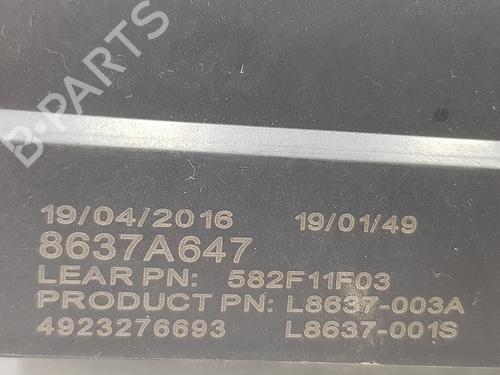 B-PARTS
19/04/2016 19/01/49
8637A647
LEAR PN: 582F11F03
PRODUCT PN: L8637-003A
4923276693 L8637-001S